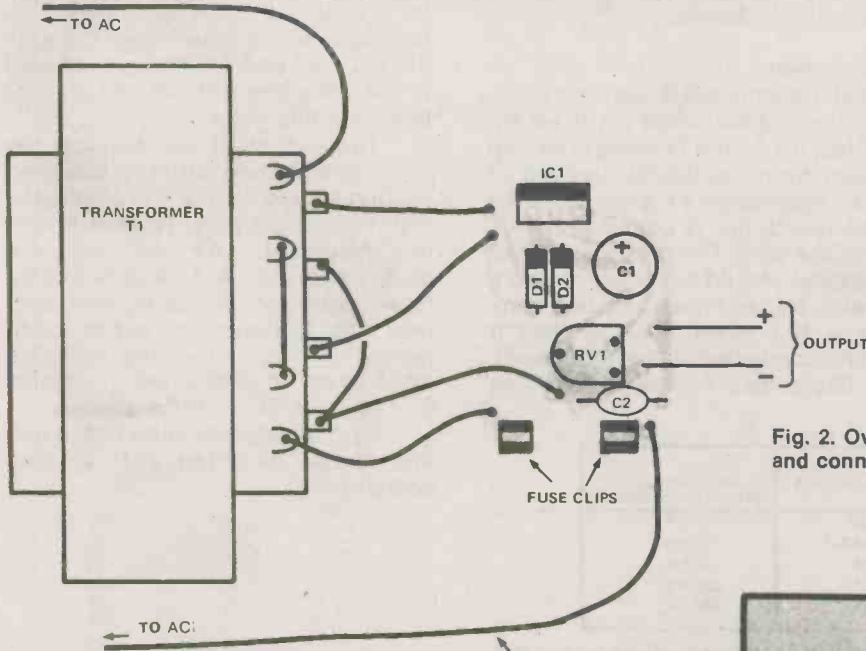 TO AC
TRANSFORMER
T1
IC1
D1
D2
+
C1
RV1
+
OUTPUT
−
C2
Fig. 2. Ov
and conn
FUSE CLIPS
TO AC